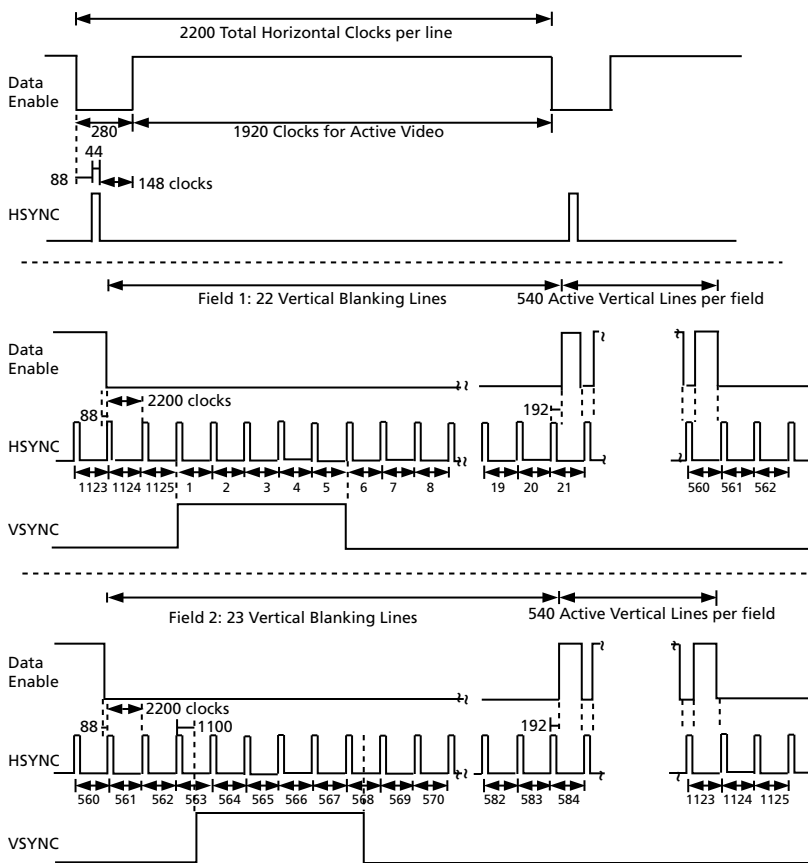 2200 Total Horizontal Clocks per line
Data
Enable
280
1920 Clocks for Active Video
44
88
148 clocks
HSYNC
Field 1: 22 Vertical Blanking Lines
540 Active Vertical Lines per field
Data
Enable
2200 clocks
88
192
HSYNC
1123 1124 1125 1 2 3 4 5 6 7 8 19 20 21 560 561 562
VSYNC
Field 2: 23 Vertical Blanking Lines
540 Active Vertical Lines per field
Data
Enable
2200 clocks
88
1100
192
HSYNC
560 561 562 563 564 565 566 567 568 569 570 582 583 584 1123 1124 1125
VSYNC